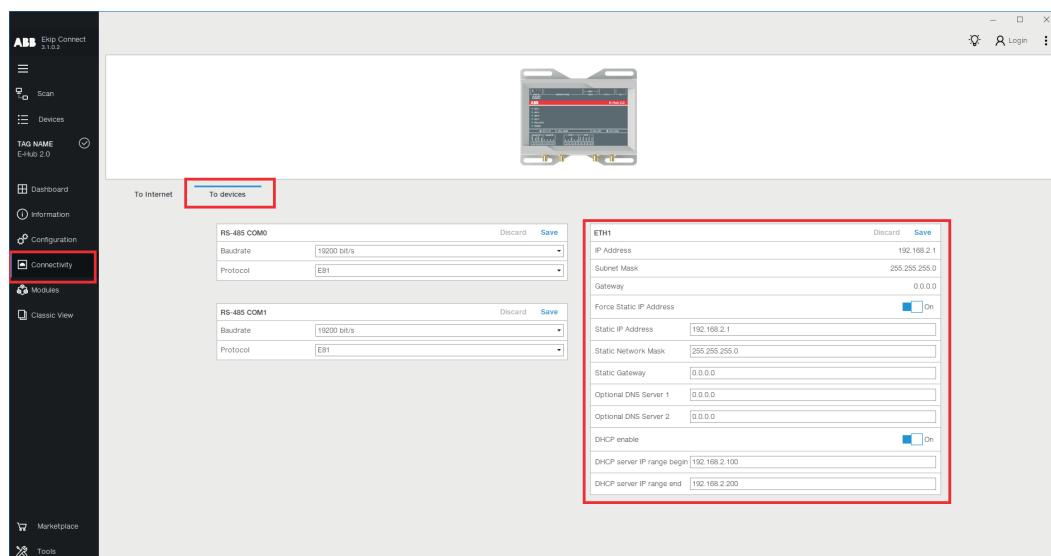 ABB Ekip Connect
3.1.0.2
Login
Scan
Devices
TAG NAME
E-Hub 2.0
Dashboard
Information
Configuration
Connectivity
Modules
Classic View
Marketplace
Tools
ABB E-Hub 2.0
To Internet To devices
RS-485 COM0 Discard Save
Baudrate 19200 bit/s
Protocol E81
RS-485 COM1 Discard Save
Baudrate 19200 bit/s
Protocol E81
ETH1 Discard Save
IP Address 192.168.2.1
Subnet Mask 255.255.255.0
Gateway 0.0.0.0
Force Static IP Address On
Static IP Address 192.168.2.1
Static Network Mask 255.255.255.0
Static Gateway 0.0.0.0
Optional DNS Server 1 0.0.0.0
Optional DNS Server 2 0.0.0.0
DHCP enable On
DHCP server IP range begin 192.168.2.100
DHCP server IP range end 192.168.2.200